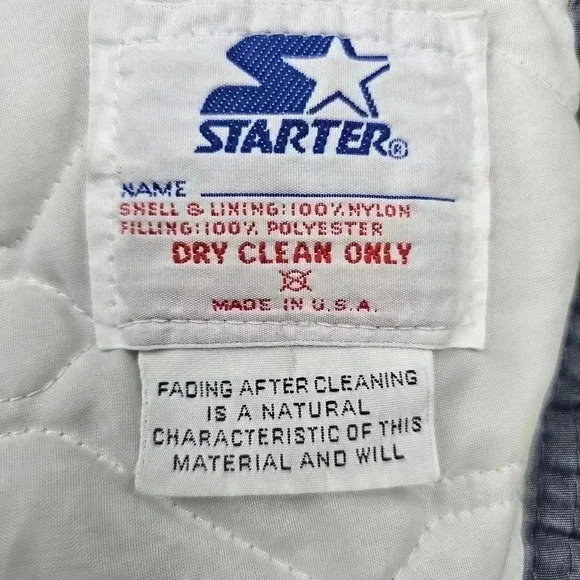 STARTER®
NAME
SHELL & LINING:100% NYLON
FILLING:100% POLYESTER
DRY CLEAN ONLY
MADE IN U.S.A.
FADING AFTER CLEANING
IS A NATURAL
CHARACTERISTIC OF THIS
MATERIAL AND WILL